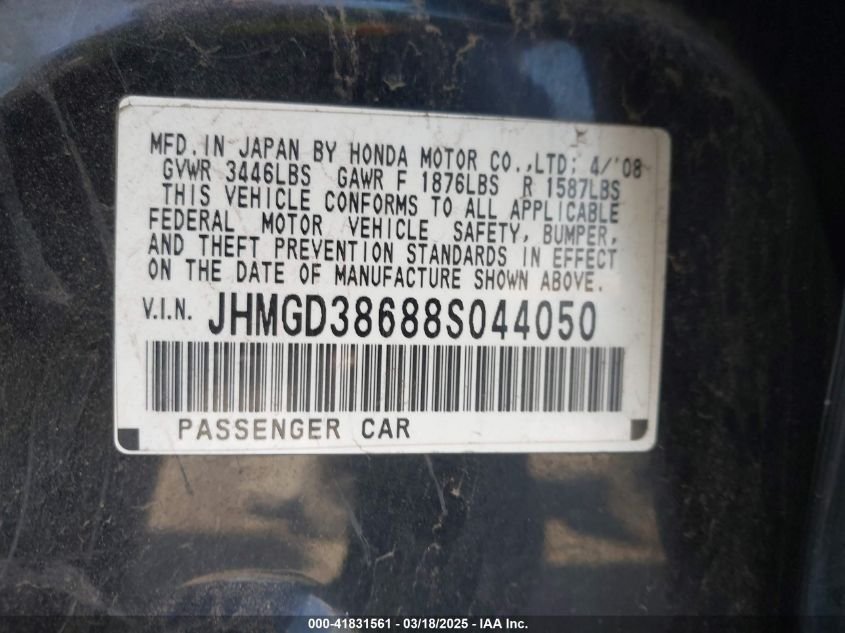 MFD.IN JAPAN BY HONDA MOTOR CO.,LTD; 4/'08
GVWR 3446LBS GAWR F 1876LBS R 1587LBS
THIS VEHICLE CONFORMS TO ALL APPLICABLE
FEDERAL MOTOR VEHICLE SAFETY, BUMPER,
AND THEFT PREVENTION STANDARDS IN EFFECT
ON THE DATE OF MANUFACTURE SHOWN ABOVE.
V.I.N. JHMGD38688S044050
PASSENGER CAR
000-41831561 — 03/18/2025 — IAA Inc.